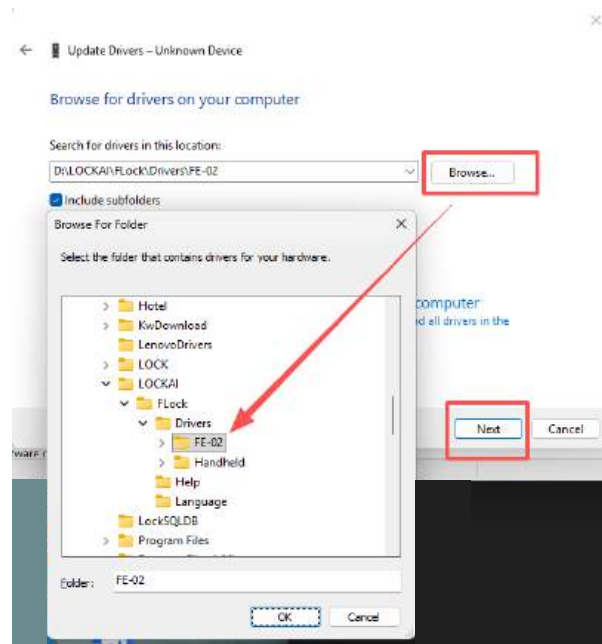 Update Drivers – Unknown Device
Browse for drivers on your computer
Search for drivers in this location:
D:\LOCKAI\FLock\Drivers\FE-02
Browse...
Include subfolders
Browse For Folder
Select the folder that contains drivers for your hardware.
Hotel
KwDownload
LenovoDrivers
LOCK
LOCKAI
FLock
Drivers
FE-02
Handheld
Help
Language
LockSQLDB
Program Files
Folder:
FE-02
OK
Cancel
computer
all drivers in the
Next
Cancel